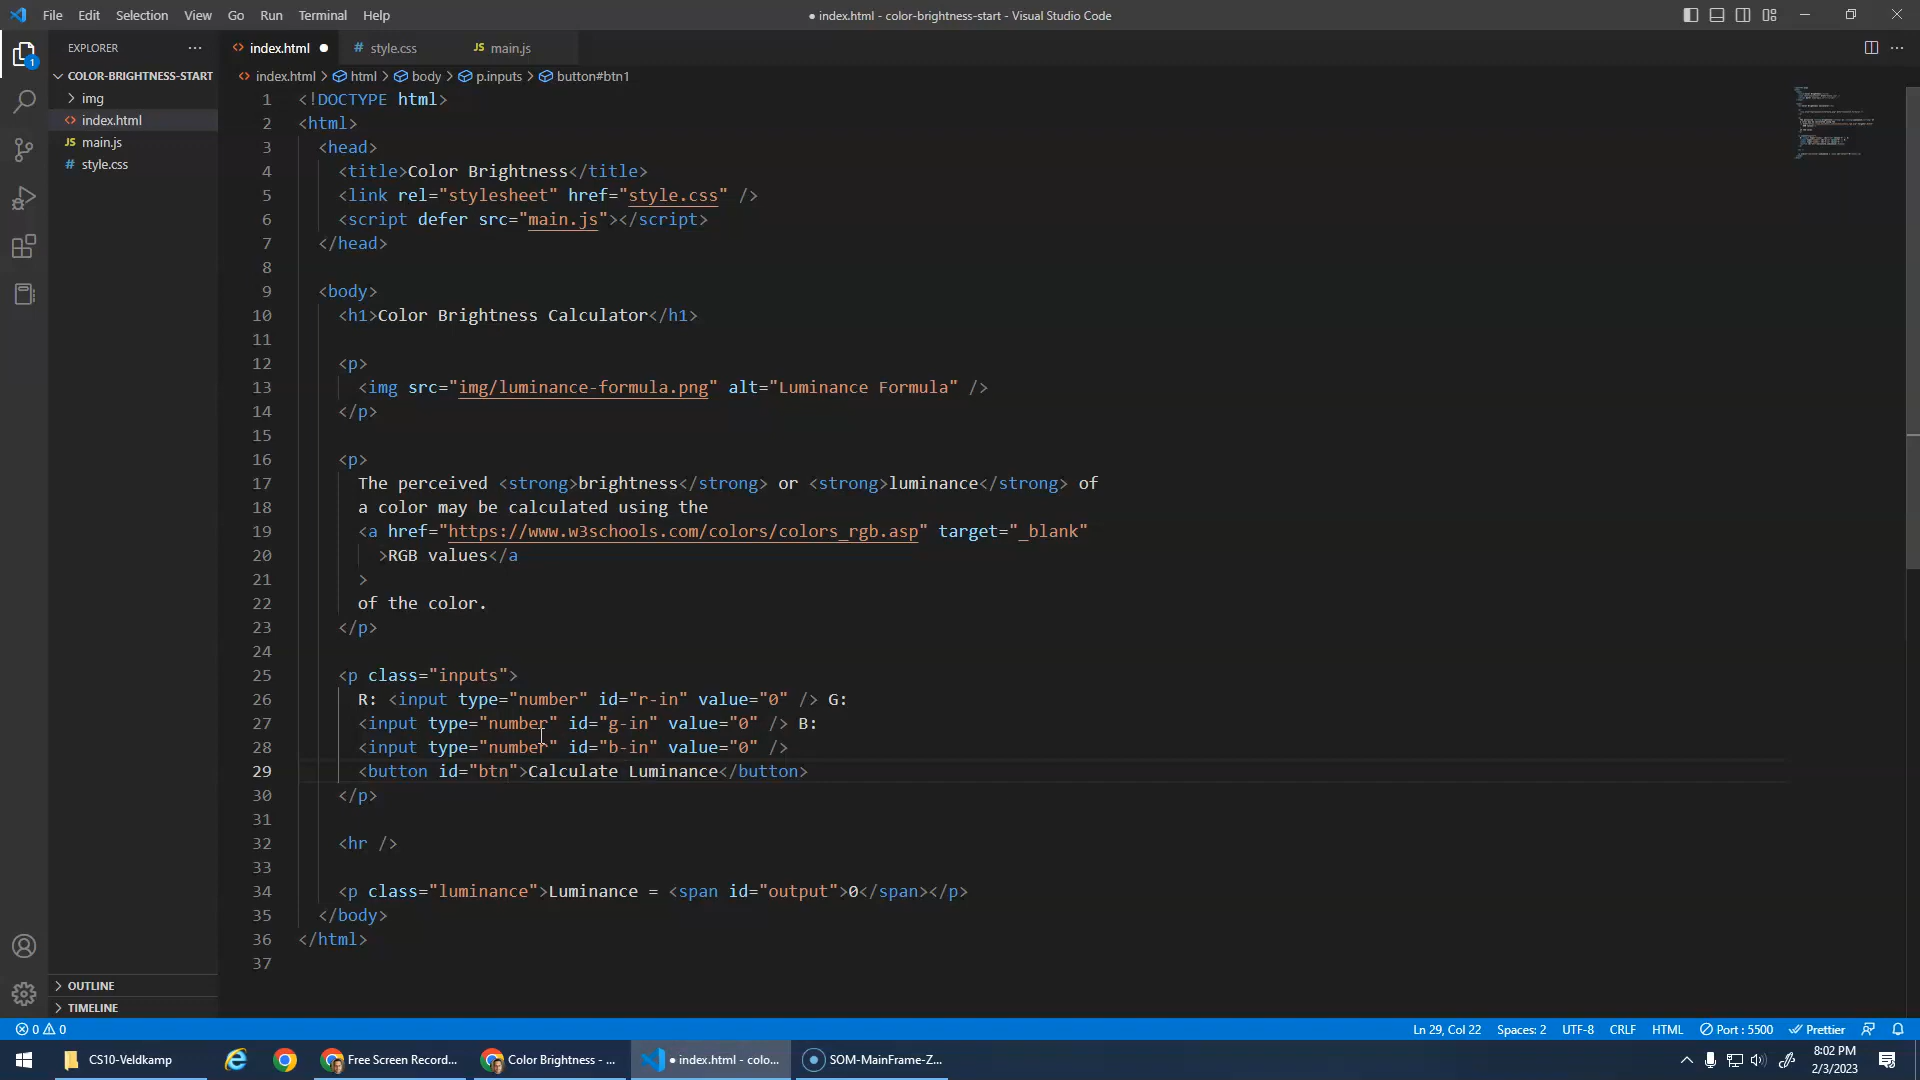 File Edit Selection View Go Run Terminal Help
● index.html - color-brightness-start - Visual Studio Code
EXPLORER ···
1
COLOR-BRIGHTNESS-START
img
index.html
JS main.js
# style.css
OUTLINE
TIMELINE
<> index.html ●
# style.css
JS main.js
<> index.html > html > body > p.inputs > button#btn1
1 <!DOCTYPE html>
2 <html>
3 <head>
4 <title>Color Brightness</title>
5 <link rel="stylesheet" href="style.css" />
6 <script defer src="main.js"></script>
7 </head>
8
9 <body>
10 <h1>Color Brightness Calculator</h1>
11
12 <p>
13 <img src="img/luminance-formula.png" alt="Luminance Formula" />
14 </p>
15
16 <p>
17 The perceived <strong>brightness</strong> or <strong>luminance</strong> of
18 a color may be calculated using the
19 <a href="https://www.w3schools.com/colors/colors_rgb.asp" target="_blank"
20 >RGB values</a
21 >
22 of the color.
23 </p>
24
25 <p class="inputs">
26 R: <input type="number" id="r-in" value="0" /> G:
27 <input type="number" id="g-in" value="0" /> B:
28 <input type="number" id="b-in" value="0" />
29 <button id="btn">Calculate Luminance</button>
30 </p>
31
32 <hr />
33
34 <p class="luminance">Luminance = <span id="output">0</span></p>
35 </body>
36 </html>
37
0 0
Ln 29, Col 22 Spaces: 2 UTF-8 CRLF HTML Port : 5500 Prettier
CS10-Veldkamp
Free Screen Record...
Color Brightness - ...
● index.html - colo...
SOM-MainFrame-Z...
8:02 PM
2/3/2023